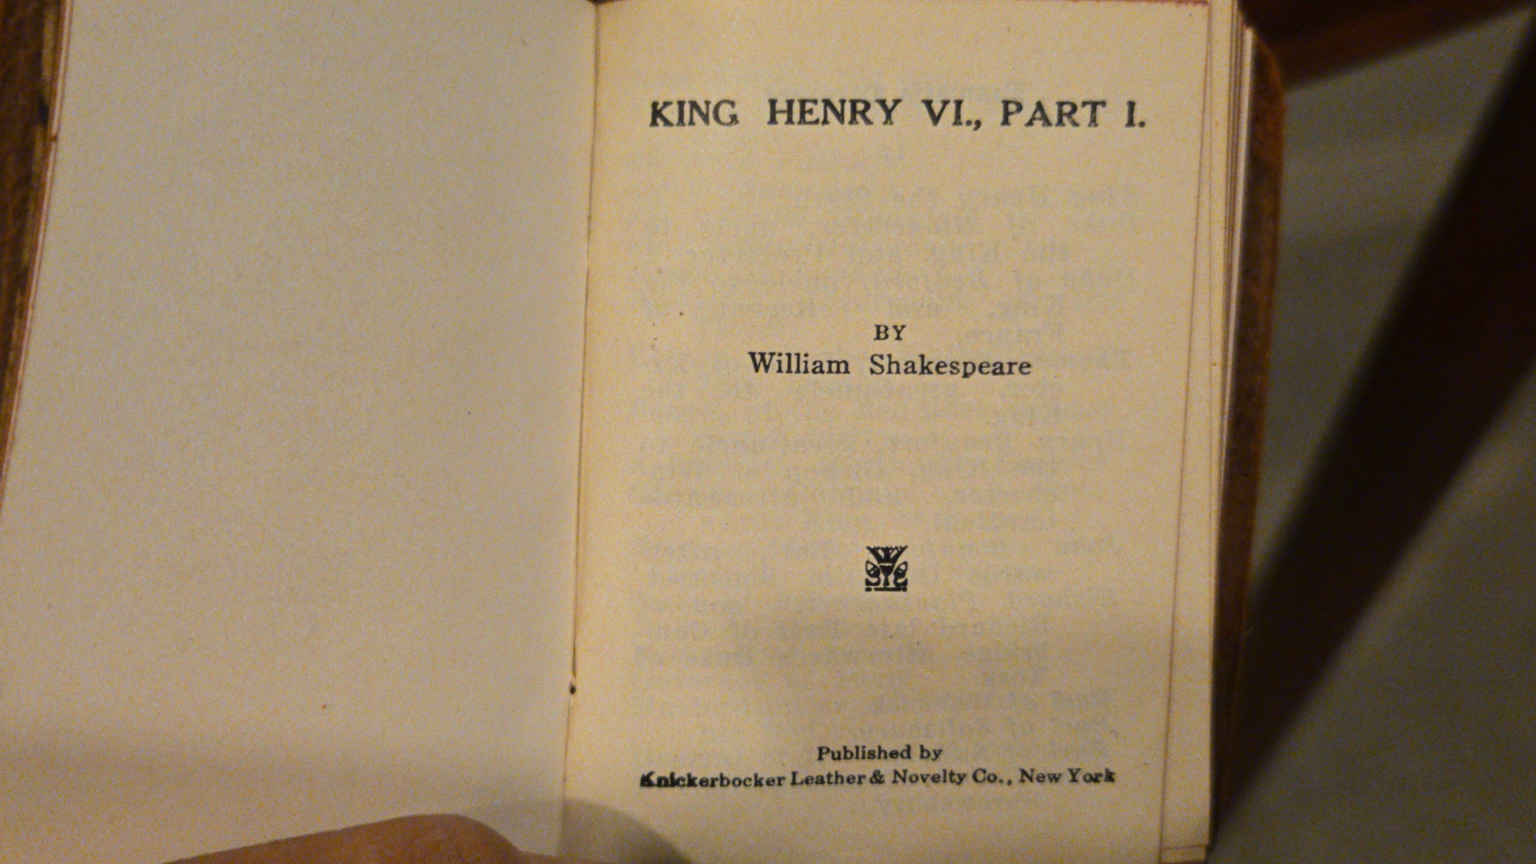 KING HENRY VI., PART I.
BY
William Shakespeare
Published by
Knickerbocker Leather & Novelty Co., New York